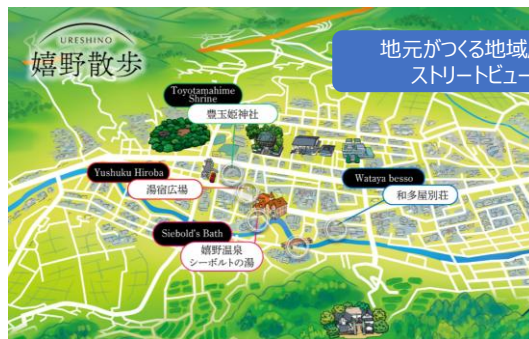 URESHINO
嬉野散歩
地元がつくる地域
ストリートビュー
Toyotamahime
Shrine
豊玉姫神社
Yushuku Hiroba
湯宿広場
Wataya besso
和多屋別荘
Siebold's Bath
嬉野温泉
シーボルトの湯